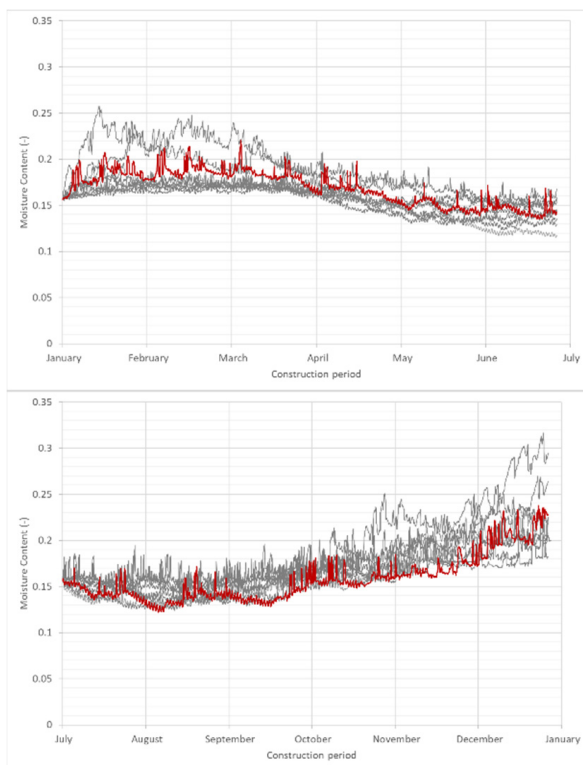 0.35
0.3
0.25
0.2
0.15
0.1
0.05
0
Moisture Content (-)
January February March April May June July
Construction period
0.35
0.3
0.25
0.2
0.15
0.1
0.05
0
Moisture Content (-)
July August September October November December January
Construction period